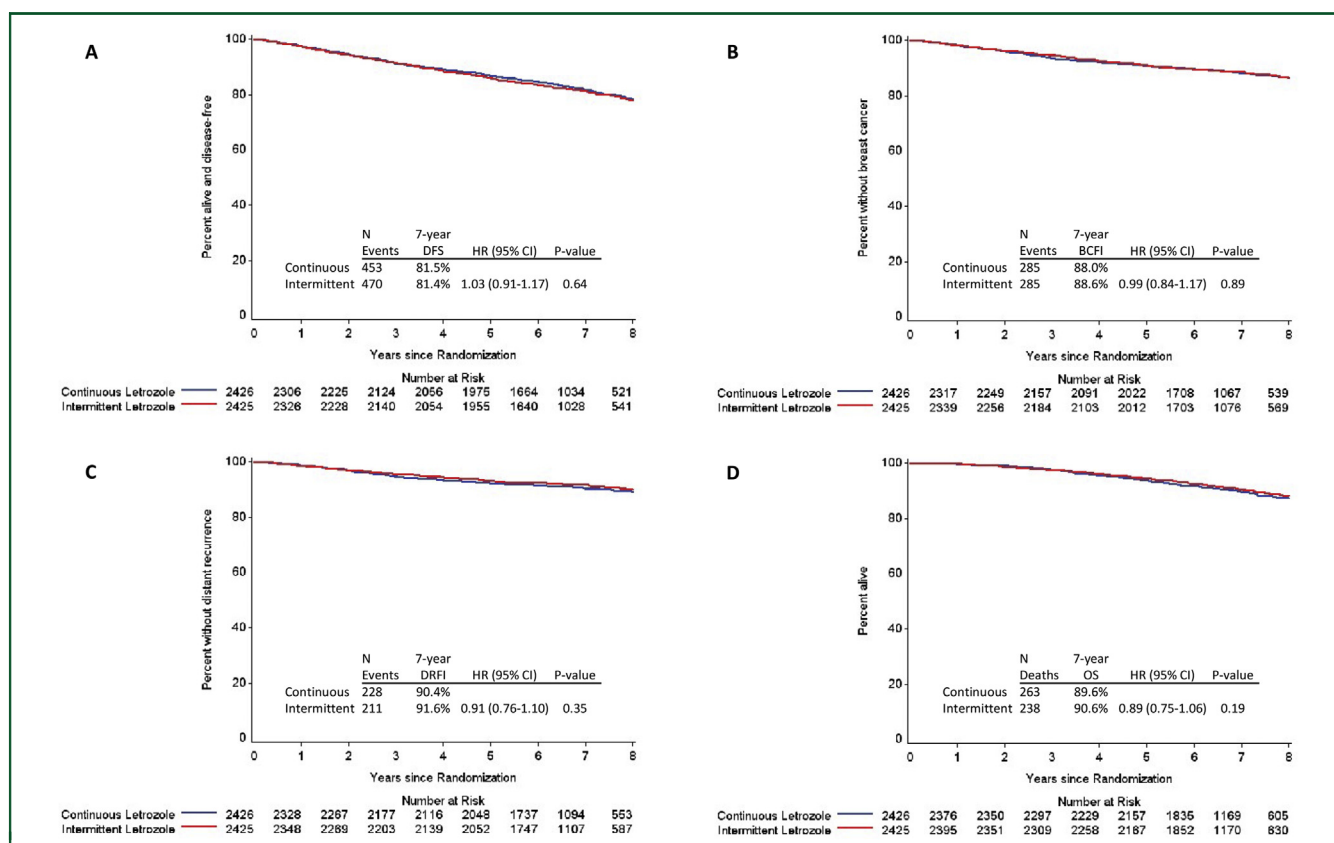 A
Percent alive and disease-free
100
80
60
40
20
0
N 7-year
Events DFS HR (95% CI) P-value
Continuous 453 81.5%
Intermittent 470 81.4% 1.03 (0.91-1.17) 0.64
0 1 2 3 4 5 6 7 8
Years since Randomization
Number at Risk
Continuous Letrozole 2426 2306 2225 2124 2056 1975 1664 1034 521
Intermittent Letrozole 2425 2326 2228 2140 2054 1955 1640 1028 541
B
Percent without breast cancer
100
80
60
40
20
0
N 7-year
Events BCFI HR (95% CI) P-value
Continuous 285 88.0%
Intermittent 285 88.6% 0.99 (0.84-1.17) 0.89
0 1 2 3 4 5 6 7 8
Years since Randomization
Number at Risk
Continuous Letrozole 2426 2317 2249 2157 2091 2022 1708 1067 539
Intermittent Letrozole 2425 2339 2256 2184 2103 2012 1703 1076 569
C
Percent without distant recurrence
100
80
60
40
20
0
N 7-year
Events DRFI HR (95% CI) P-value
Continuous 228 90.4%
Intermittent 211 91.6% 0.91 (0.76-1.10) 0.35
0 1 2 3 4 5 6 7 8
Years since Randomization
Number at Risk
Continuous Letrozole 2426 2328 2267 2177 2116 2048 1737 1094 553
Intermittent Letrozole 2425 2348 2269 2203 2139 2052 1747 1107 587
D
Percent alive
100
80
60
40
20
0
N 7-year
Deaths OS HR (95% CI) P-value
Continuous 263 89.6%
Intermittent 238 90.6% 0.89 (0.75-1.06) 0.19
0 1 2 3 4 5 6 7 8
Years since Randomization
Number at Risk
Continuous Letrozole 2426 2376 2350 2297 2229 2157 1835 1169 605
Intermittent Letrozole 2425 2395 2351 2309 2258 2187 1852 1170 630